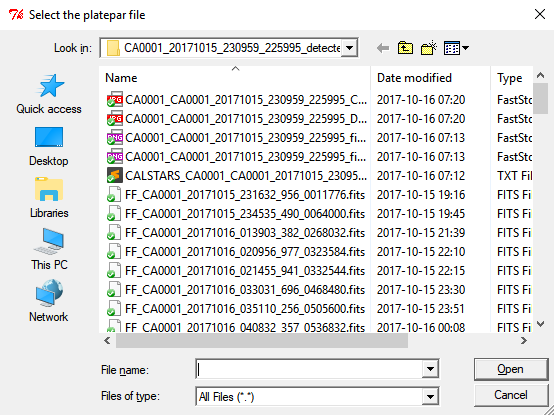 Select the platepar file
Look in: CA0001_20171015_230959_225995_detecte
Name Date modified Type
CA0001_CA0001_20171015_230959_225995_C... 2017-10-16 07:20 FastSto
CA0001_CA0001_20171015_230959_225995_D... 2017-10-16 07:20 FastSto
CA0001_CA0001_20171015_230959_225995_fi... 2017-10-16 07:13 FastSto
CA0001_CA0001_20171015_230959_225995_fi... 2017-10-16 07:13 FastSto
CALSTARS_CA0001_CA0001_20171015_23095... 2017-10-16 07:12 TXT Fil
FF_CA0001_20171015_231632_956_0011776.fits 2017-10-15 19:16 FITS Fi
FF_CA0001_20171015_234535_490_0064000.fits 2017-10-15 19:45 FITS Fi
FF_CA0001_20171016_013903_382_0268032.fits 2017-10-15 21:39 FITS Fi
FF_CA0001_20171016_020956_977_0323584.fits 2017-10-15 22:10 FITS Fi
FF_CA0001_20171016_021455_941_0332544.fits 2017-10-15 22:15 FITS Fi
FF_CA0001_20171016_033031_696_0468480.fits 2017-10-15 23:30 FITS Fi
FF_CA0001_20171016_035110_256_0505600.fits 2017-10-15 23:51 FITS Fi
FF_CA0001_20171016_040832_357_0536832.fits 2017-10-16 00:08 FITS Fi
Quick access
Desktop
Libraries
This PC
Network
File name: Open
Files of type: All Files (*.*) Cancel